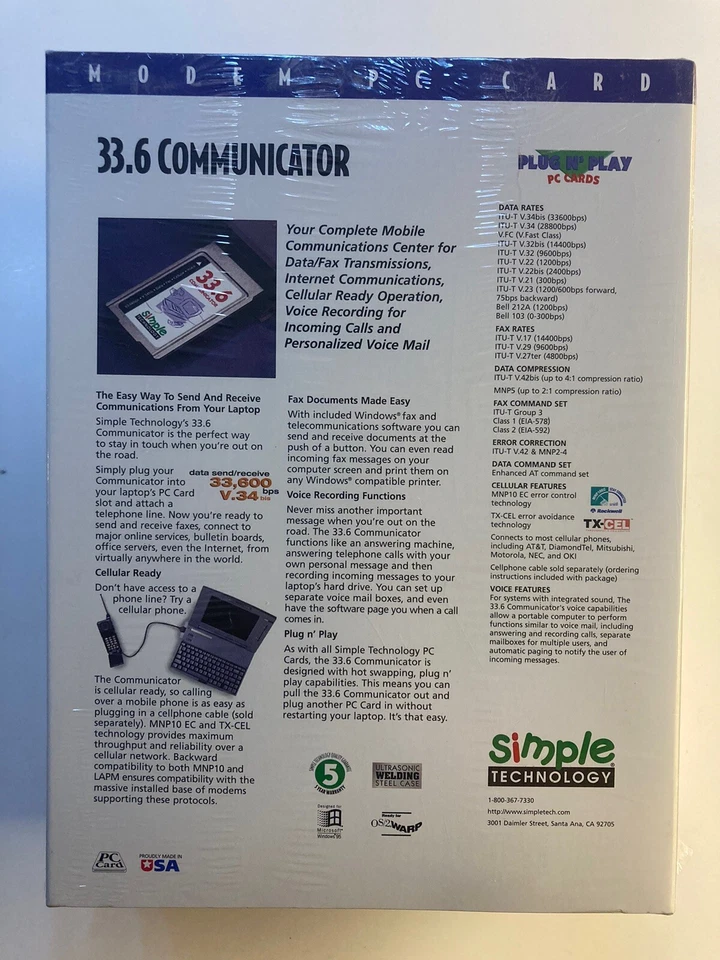 MODEM PC CARD
33.6 COMMUNICATOR
PLUG N' PLAY
PC CARDS
33.6
COMMUNICATOR
simple
TECHNOLOGY
Your Complete Mobile
Communications Center for
Data/Fax Transmissions,
Internet Communications,
Cellular Ready Operation,
Voice Recording for
Incoming Calls and
Personalized Voice Mail
The Easy Way To Send And Receive
Communications From Your Laptop
Simple Technology's 33.6
Communicator is the perfect way
to stay in touch when you're out on
the road.
Simply plug your
Communicator into
your laptop's PC Card
slot and attach a
telephone line. Now you're ready to
send and receive faxes, connect to
major online services, bulletin boards,
office servers, even the Internet, from
virtually anywhere in the world.
data send/receive
33,600
bps
V.34 bis
Cellular Ready
Don't have access to a
phone line? Try a
cellular phone.
The Communicator
is cellular ready, so calling
over a mobile phone is as easy as
plugging in a cellphone cable (sold
separately). MNP10 EC and TX-CEL
technology provides maximum
throughput and reliability over a
cellular network. Backward
compatibility to both MNP10 and
LAPM ensures compatibility with the
massive installed base of modems
supporting these protocols.
PC
Card
PROUDLY MADE IN
USA
Fax Documents Made Easy
With included Windows® fax and
telecommunications software you can
send and receive documents at the
push of a button. You can even read
incoming fax messages on your
computer screen and print them on
any Windows® compatible printer.
Voice Recording Functions
Never miss another important
message when you're out on the
road. The 33.6 Communicator
functions like an answering machine,
answering telephone calls with your
own personal message and then
recording incoming messages to your
laptop's hard drive. You can set up
separate voice mail boxes, and even
have the software page you when a call
comes in.
Plug n' Play
As with all Simple Technology PC
Cards, the 33.6 Communicator is
designed with hot swapping, plug n'
play capabilities. This means you can
pull the 33.6 Communicator out and
plug another PC Card in without
restarting your laptop. It's that easy.
5
5 YEAR WARRANTY
ULTRASONIC
WELDING
STEEL CASE
Designed for
Microsoft®
Windows®95
Ready for
OS/2 WARP
DATA RATES
ITU-T V.34bis (33600bps)
ITU-T V.34 (28800bps)
V.FC (V.Fast Class)
ITU-T V.32bis (14400bps)
ITU-T V.32 (9600bps)
ITU-T V.22 (1200bps)
ITU-T V.22bis (2400bps)
ITU-T V.21 (300bps)
ITU-T V.23 (1200/600bps forward,
75bps backward)
Bell 212A (1200bps)
Bell 103 (0-300bps)
FAX RATES
ITU-T V.17 (14400bps)
ITU-T V.29 (9600bps)
ITU-T V.27ter (4800bps)
DATA COMPRESSION
ITU-T V.42bis (up to 4:1 compression ratio)
MNP5 (up to 2:1 compression ratio)
FAX COMMAND SET
ITU-T Group 3
Class 1 (EIA-578)
Class 2 (EIA-592)
ERROR CORRECTION
ITU-T V.42 & MNP2-4
DATA COMMAND SET
Enhanced AT command set
CELLULAR FEATURES
MNP10 EC error control
technology
Rockwell
TX-CEL error avoidance
technology
TX-CEL
Connects to most cellular phones,
including AT&T, DiamondTel, Mitsubishi,
Motorola, NEC, and OKI
Cellphone cable sold separately (ordering
instructions included with package)
VOICE FEATURES
For systems with integrated sound, The
33.6 Communicator's voice capabilities
allow a portable computer to perform
functions similar to voice mail, including
answering and recording calls, separate
mailboxes for multiple users, and
automatic paging to notify the user of
incoming messages.
simple®
TECHNOLOGY
1-800-367-7330
http://www.simpletech.com
3001 Daimler Street, Santa Ana, CA 92705